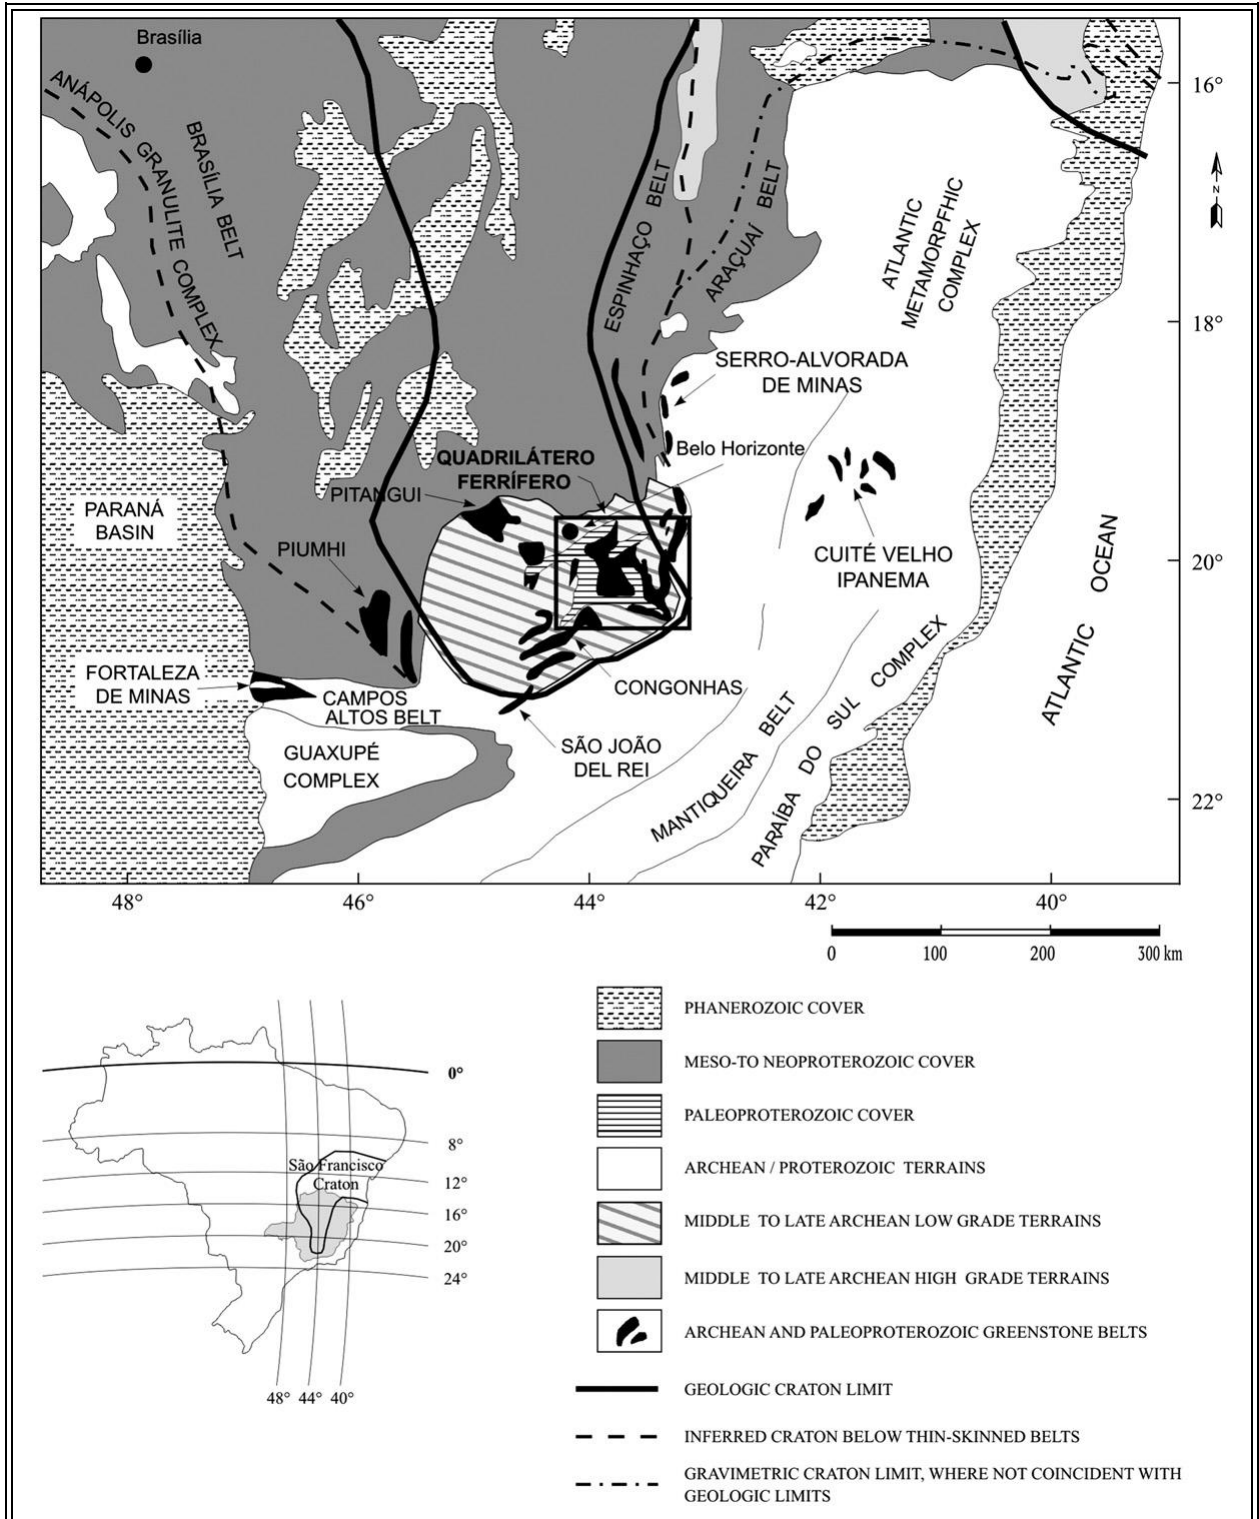 Brasília
16°
ANÁPOLIS GRANULITE COMPLEX
BRASÍLIA BELT
ESPINHAÇO BELT
ARAÇUAÍ BELT
ATLANTIC
METAMORPFHIC
COMPLEX
N
18°
SERRO-ALVORADA
DE MINAS
Belo Horizonte
QUADRILÁTERO
FERRÍFERO
PITANGUI
PARANÁ
BASIN
PIUMHI
CUITÉ VELHO
IPANEMA
20°
ATLANTIC OCEAN
FORTALEZA
DE MINAS
CAMPOS
ALTOS BELT
CONGONHAS
GUAXUPÉ
COMPLEX
SÃO JOÃO
DEL REI
MANTIQUEIRA BELT
PARAÍBA DO SUL COMPLEX
22°
48°
46°
44°
42°
40°
0
100
200
300 km
PHANEROZOIC COVER
MESO-TO NEOPROTEROZOIC COVER
PALEOPROTEROZOIC COVER
ARCHEAN / PROTEROZOIC TERRAINS
MIDDLE TO LATE ARCHEAN LOW GRADE TERRAINS
MIDDLE TO LATE ARCHEAN HIGH GRADE TERRAINS
ARCHEAN AND PALEOPROTEROZOIC GREENSTONE BELTS
GEOLOGIC CRATON LIMIT
INFERRED CRATON BELOW THIN-SKINNED BELTS
GRAVIMETRIC CRATON LIMIT, WHERE NOT COINCIDENT WITH
GEOLOGIC LIMITS
0°
8°
São Francisco
Craton
12°
16°
20°
24°
48°
44°
40°